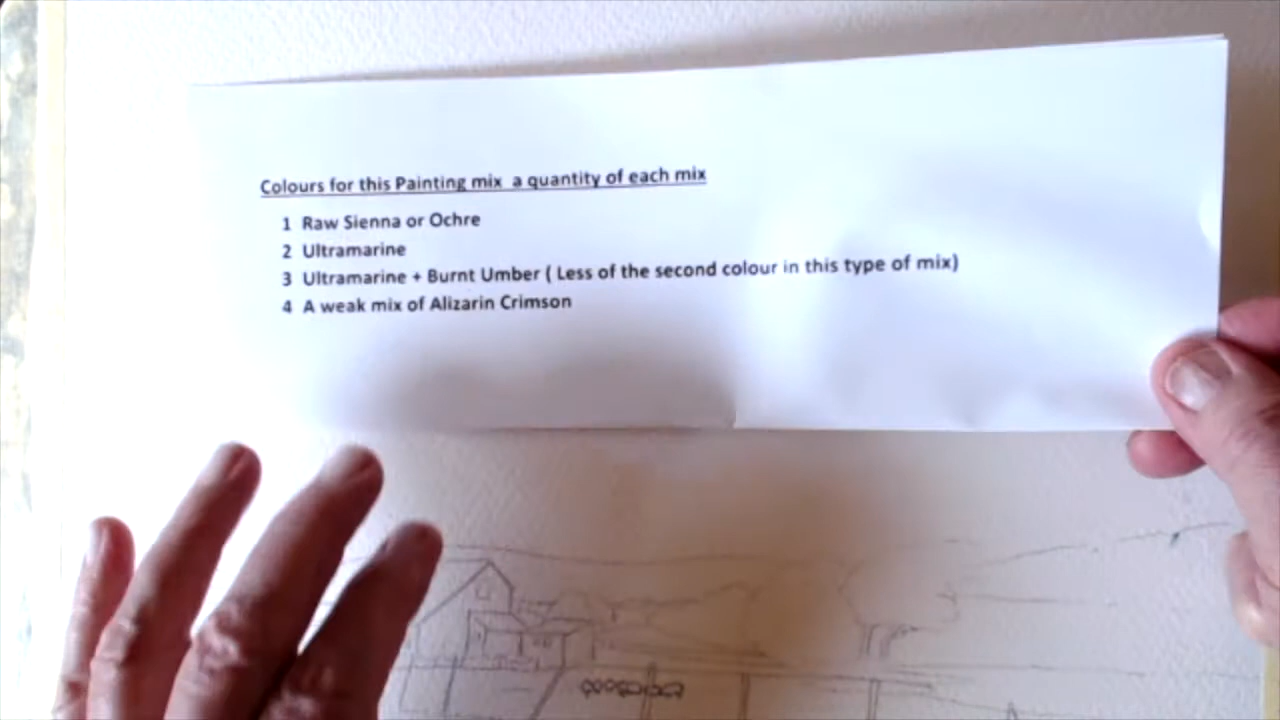 Colours for this Painting mix a quantity of each mix
1 Raw Sienna or Ochre
2 Ultramarine
3 Ultramarine + Burnt Umber ( Less of the second colour in this type of mix)
4 A weak mix of Alizarin Crimson